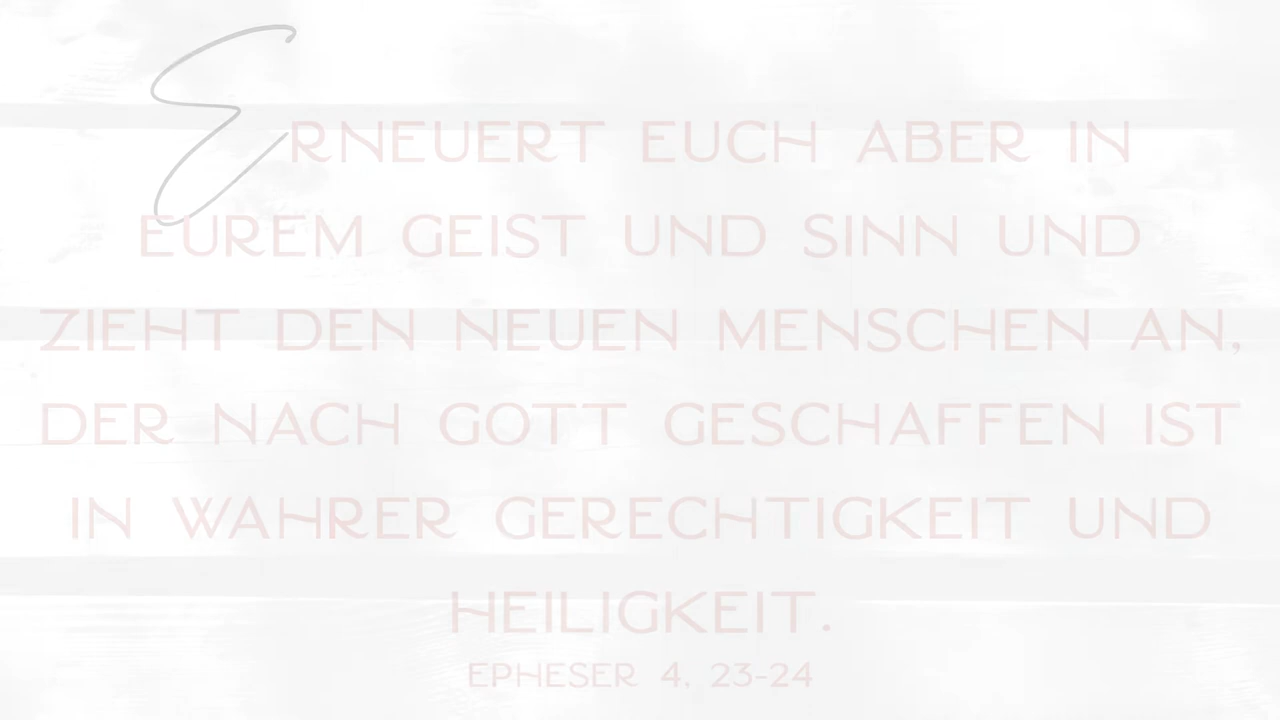 ERNEUERT EUCH ABER IN
EUREM GEIST UND SINN UND
ZIEHT DEN NEUEN MENSCHEN AN,
DER NACH GOTT GESCHAFFEN IST
IN WAHRER GERECHTIGKEIT UND
HEILIGKEIT.
EPHESER 4, 23-24